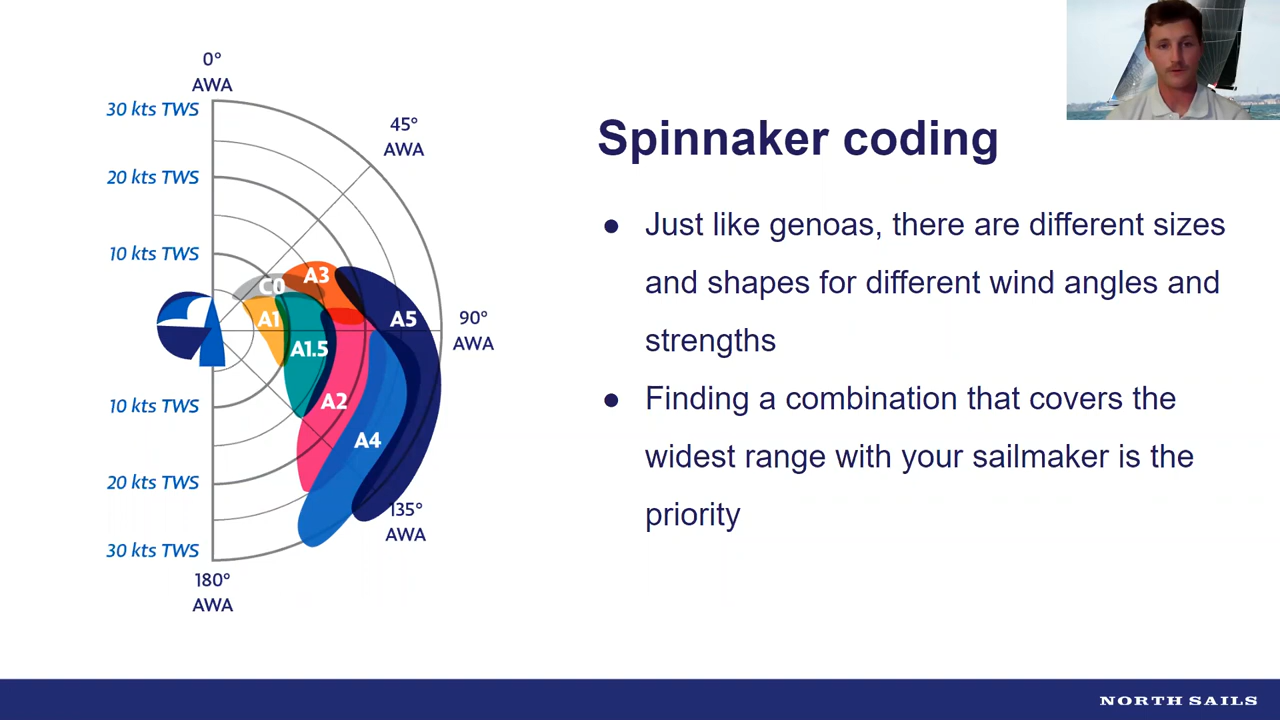 0°
AWA
30 kts TWS
45°
AWA
20 kts TWS
10 kts TWS
C0
A3
A1
A5
90°
AWA
A1.5
A2
10 kts TWS
A4
20 kts TWS
135°
AWA
30 kts TWS
180°
AWA
Spinnaker coding
● Just like genoas, there are different sizes
and shapes for different wind angles and
strengths
● Finding a combination that covers the
widest range with your sailmaker is the
priority
NORTH SAILS